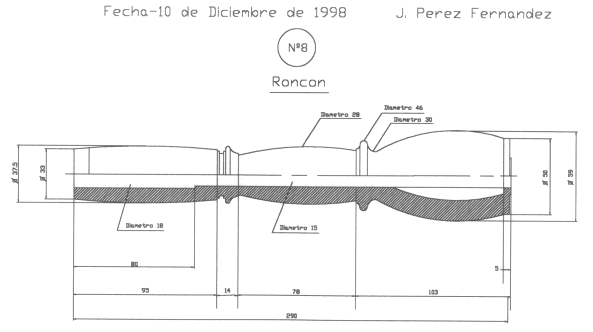 Fecha-10 de Diciembre de 1998 J. Perez Fernandez
Nº8
Roncon
Diametro 46
Diametro 28
Diametro 30
Ø 37.5
Ø 33
Ø 50
Ø 59
Diametro 18
Diametro 15
80
5
95
14
78
103
290